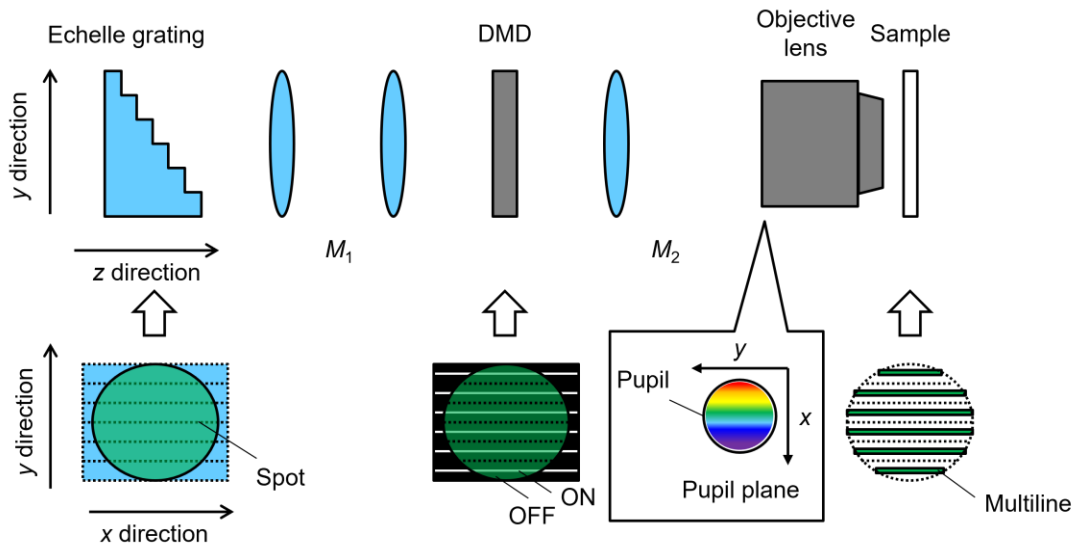 Echelle grating
DMD
Objective
lens
Sample
y direction
z direction
M1
M2
y direction
x direction
Spot
ON
OFF
y
x
Pupil
Pupil plane
Multiline